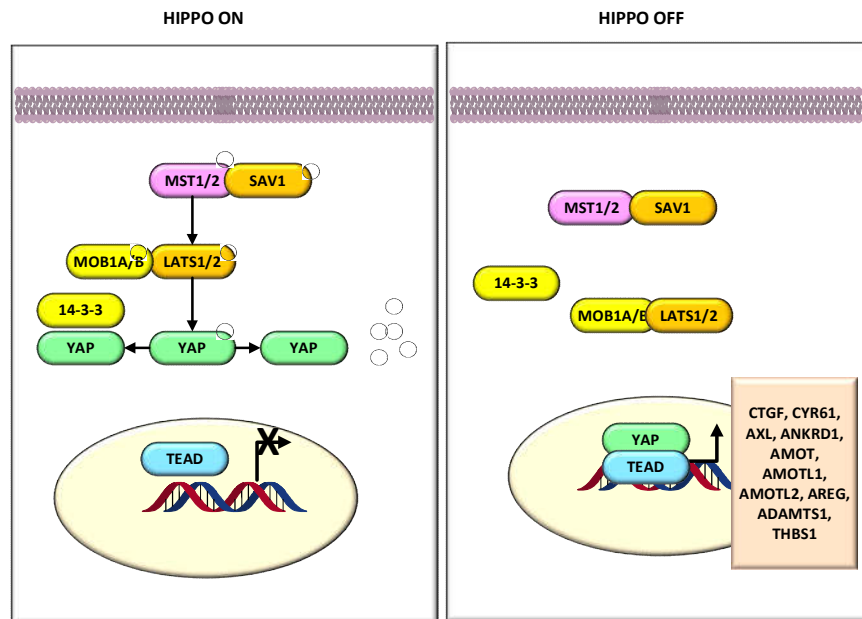 HIPPO ON
MST1/2
SAV1
MOB1A/B
LATS1/2
14-3-3
YAP
YAP
YAP
TEAD
X
HIPPO OFF
MST1/2
SAV1
14-3-3
MOB1A/B
LATS1/2
YAP
TEAD
CTGF, CYR61,
AXL, ANKRD1,
AMOT,
AMOTL1,
AMOTL2, AREG,
ADAMTS1,
THBS1